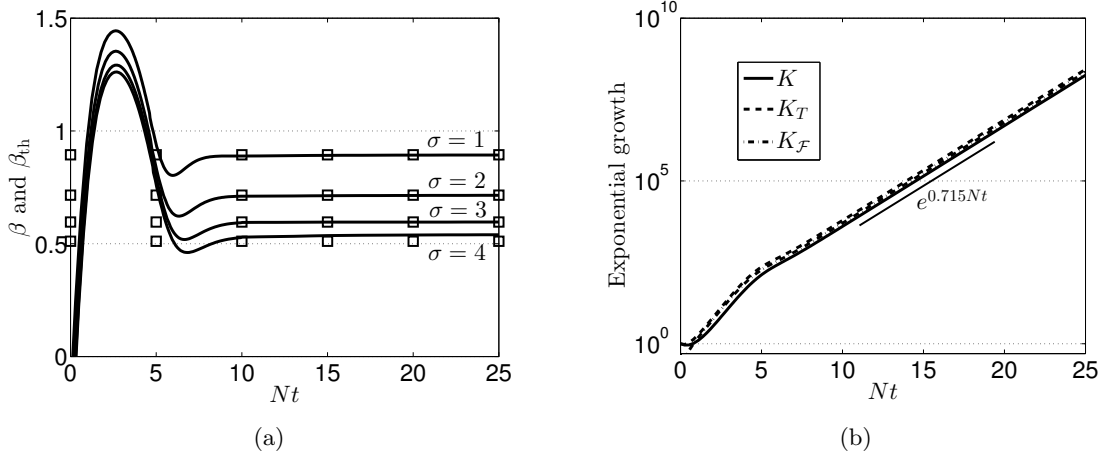 1.5
1
0.5
0
β and β_th
0 5 10 15 20 25
Nt
σ = 1
σ = 2
σ = 3
σ = 4
(a)
10^10
10^5
10^0
Exponential growth
K
K_T
K_ℱ
e^{0.715Nt}
0 5 10 15 20 25
Nt
(b)